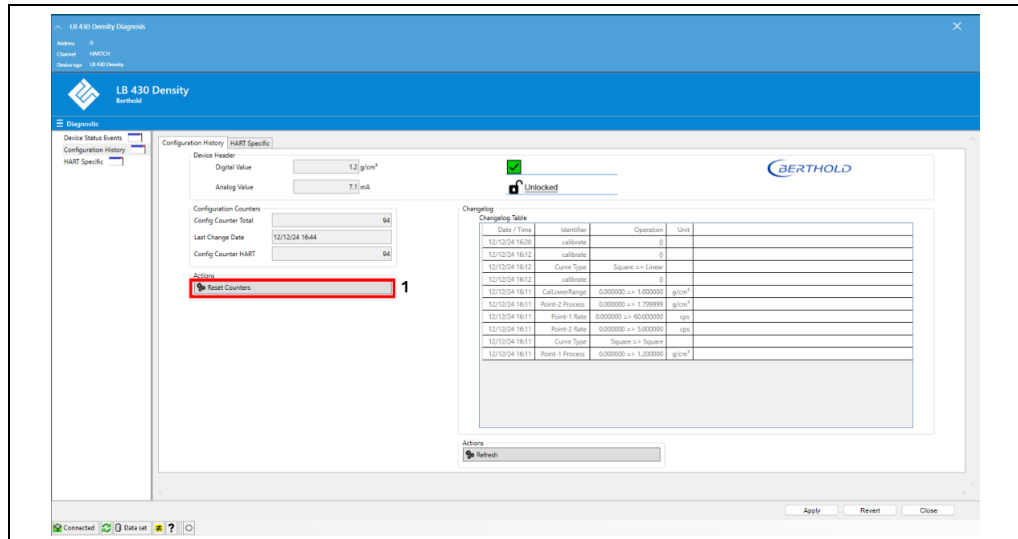 LB 430 Density Diagnosis
Address 0
Channel HARTCH
Device type LB 430 Density
LB 430 Density
Berthold
Diagnostic
Device Status Events
Configuration History
HART Specific
Configuration History HART Specific
Device Header
Digital Value 1.2 g/cm³
Analog Value 7.1 mA
Unlocked
BERTHOLD
Configuration Counters
Config Counter Total 94
Last Change Date 12/12/24 16:44
Config Counter HART 94
Actions
Reset Counters 1
Changelog
Changelog Table
Date / Time Identifier Operation Unit
12/12/24 16:20 calibrate ()
12/12/24 16:12 calibrate ()
12/12/24 16:12 Curve Type Square => Linear
12/12/24 16:12 calibrate ()
12/12/24 16:11 CalLowerRange 0.000000 => 1.000000 g/cm³
12/12/24 16:11 Point-2 Process 0.000000 => 1.799999 g/cm³
12/12/24 16:11 Point-1 Rate 0.000000 => 60.000000 cps
12/12/24 16:11 Point-2 Rate 0.000000 => 5.000000 cps
12/12/24 16:11 Curve Type Square => Square
12/12/24 16:11 Point-1 Process 0.000000 => 1.200000 g/cm³
Actions
Refresh
Apply Revert Close
Connected Data set ?